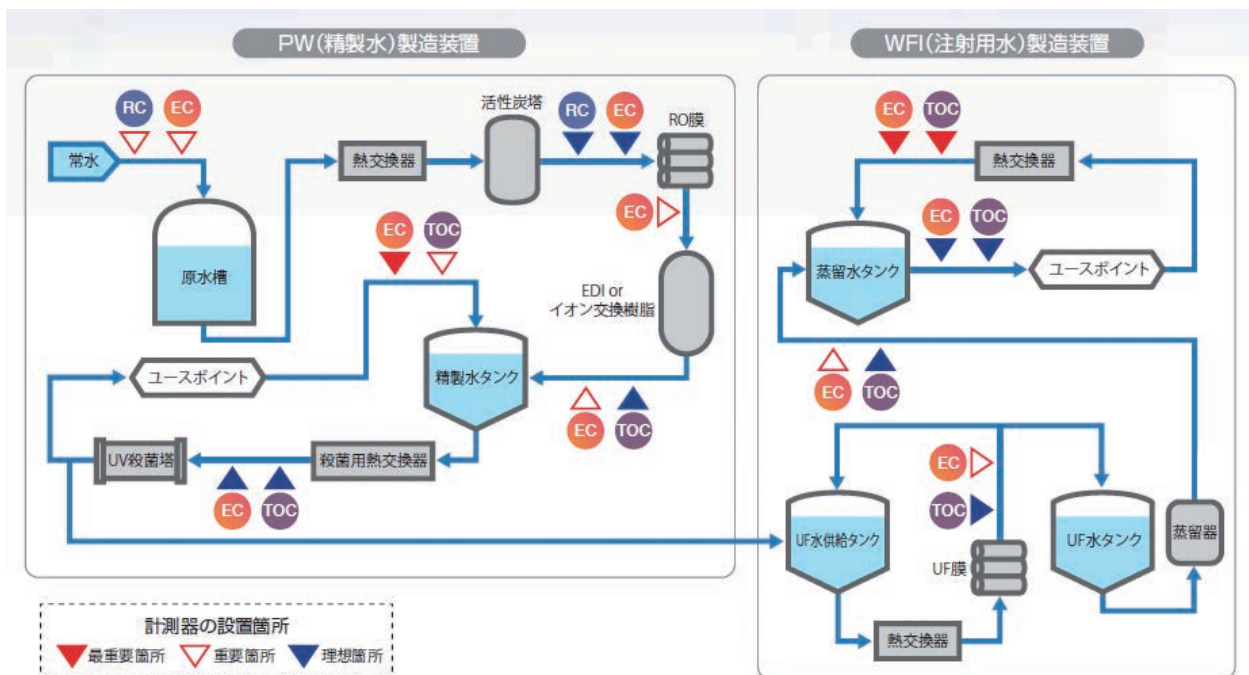 PW(精製水)製造装置
WFI(注射用水)製造装置
RC
EC
常水
原水槽
熱交換器
活性炭塔
RC
EC
RO膜
EC
EDI or
イオン交換樹脂
EC
TOC
精製水タンク
EC
TOC
ユースポイント
UV殺菌塔
殺菌用熱交換器
EC
TOC
EC
TOC
熱交換器
蒸留水タンク
EC
TOC
ユースポイント
EC
TOC
EC
TOC
UF水供給タンク
UF膜
UF水タンク
蒸留器
熱交換器
計測器の設置箇所
最重要箇所 重要箇所 理想箇所